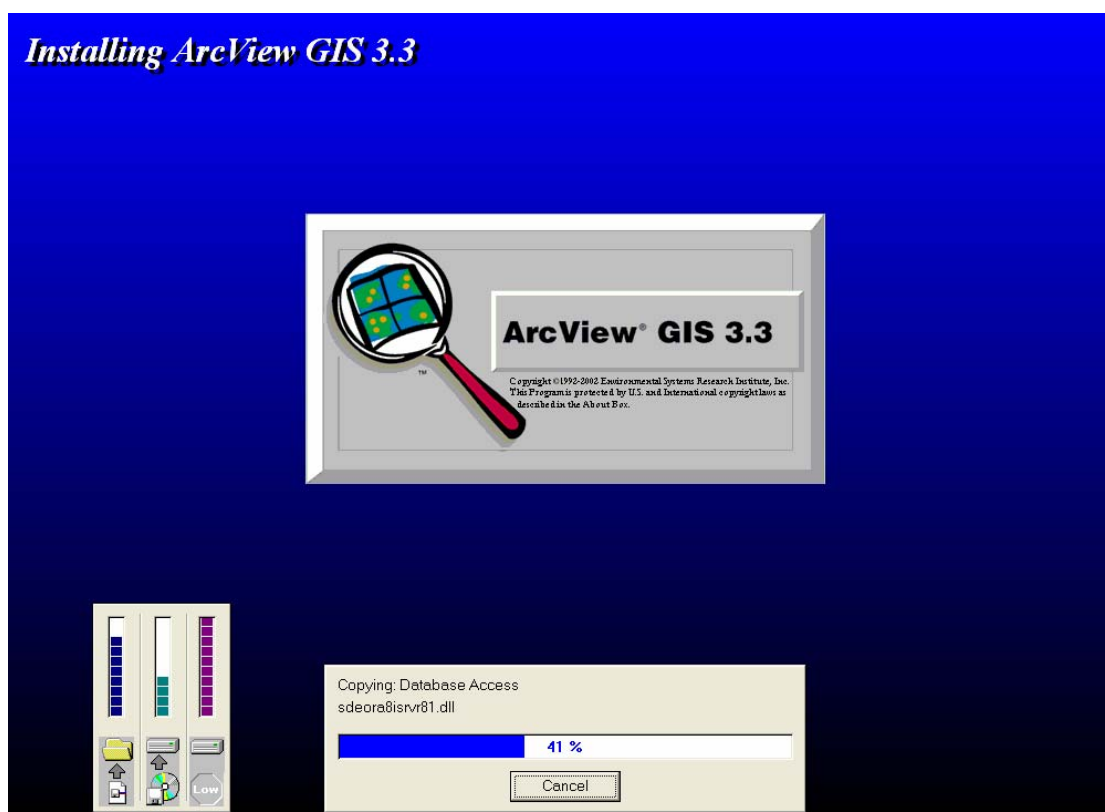 Installing ArcView GIS 3.3
ArcView® GIS 3.3
Copyright ©1992-2002 Environmental Systems Research Institute, Inc.
This Program is protected by U.S. and International copyright laws as
described in the About Box.
TM
Copying: Database Access
sdeora8isrvr81.dll
41 %
Cancel
Low